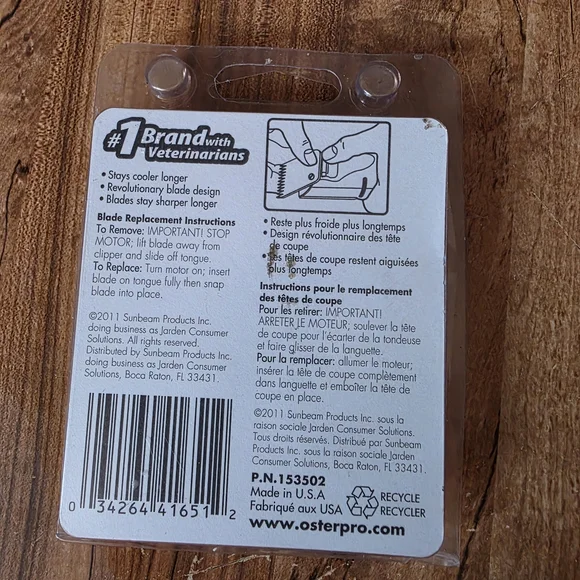 #1 Brand with
Veterinarians
• Stays cooler longer
• Revolutionary blade design
• Blades stay sharper longer
Blade Replacement Instructions
To Remove: IMPORTANT! STOP
MOTOR; lift blade away from
clipper and slide off tongue.
To Replace: Turn motor on; insert
blade on tongue fully then snap
blade into place.
©2011 Sunbeam Products Inc.
doing business as Jarden Consumer
Solutions. All rights reserved.
Distributed by Sunbeam Products Inc.
doing business as Jarden Consumer
Solutions, Boca Raton, FL 33431.
0 34264 41651 2
• Reste plus froide plus longtemps
• Design révolutionnaire des tête
de coupe
• Ses têtes de coupe restent aiguisées
plus longtemps
Instructions pour le remplacement
des têtes de coupe
Pour les retirer: IMPORTANT!
ARRETER LE MOTEUR; soulever la tête
de coupe pour l'écarter de la tondeuse
et faire glisser de la languette.
Pour la remplacer: allumer le moteur;
insérer la tête de coupe complètement
dans languette et emboîter la tête de
coupe en place.
©2011 Sunbeam Products Inc. sous la
raison sociale Jarden Consumer Solutions.
Tous droits réservés. Distribué par Sunbeam
Products Inc. sous la raison sociale Jarden
Consumer Solutions, Boca Raton, FL 33431.
P.N.153502
Made in U.S.A
Fabriqué aux USA
RECYCLE
RECYCLER
www.osterpro.com